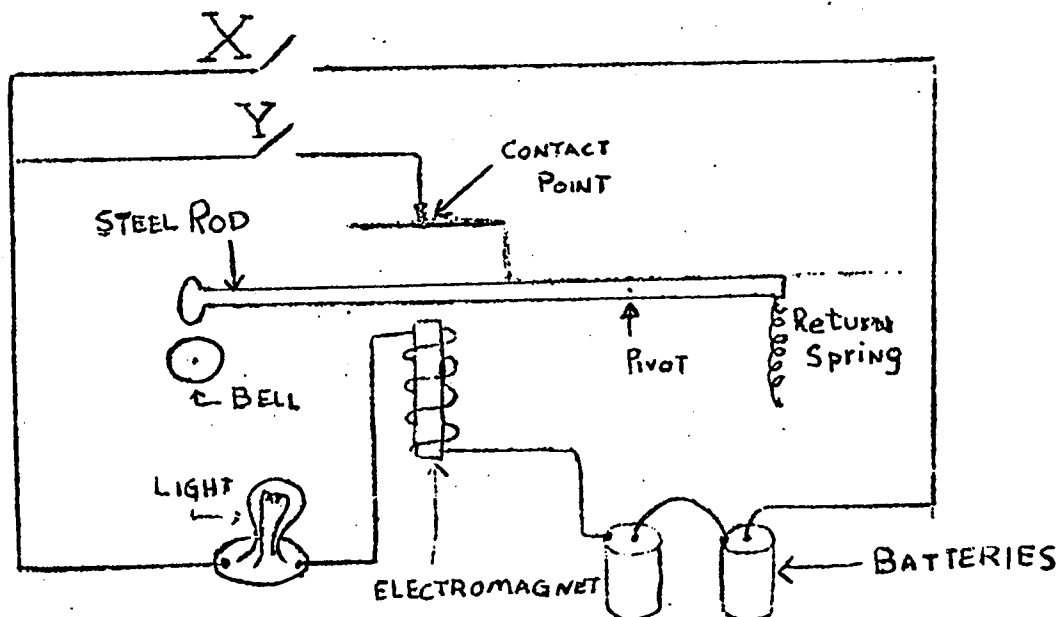 X
Y
CONTACT
POINT
STEEL ROD
Return
Spring
PIVOT
BELL
LIGHT
ELECTROMAGNET
BATTERIES